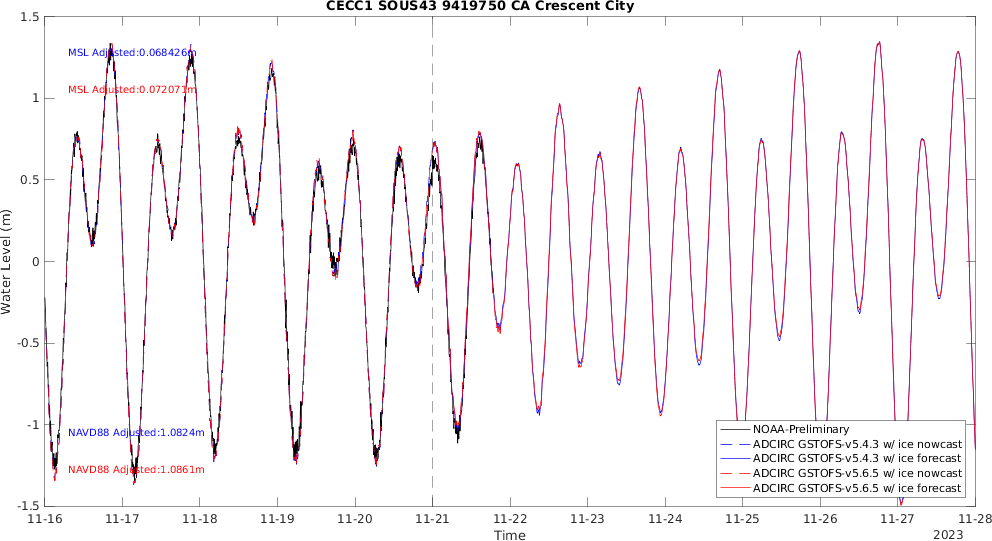 CECC1 SOUS43 9419750 CA Crescent City
1.5
1
0.5
0
-0.5
-1
-1.5
Water Level (m)
MSL Adjusted:0.068426m
MSL Adjusted:0.072071m
NAVD88 Adjusted:1.0824m
NAVD88 Adjusted:1.0861m
NOAA-Preliminary
ADCIRC GSTOFS-v5.4.3 w/ ice nowcast
ADCIRC GSTOFS-v5.4.3 w/ ice forecast
ADCIRC GSTOFS-v5.6.5 w/ ice nowcast
ADCIRC GSTOFS-v5.6.5 w/ ice forecast
11-16 11-17 11-18 11-19 11-20 11-21 11-22 11-23 11-24 11-25 11-26 11-27 11-28
Time
2023